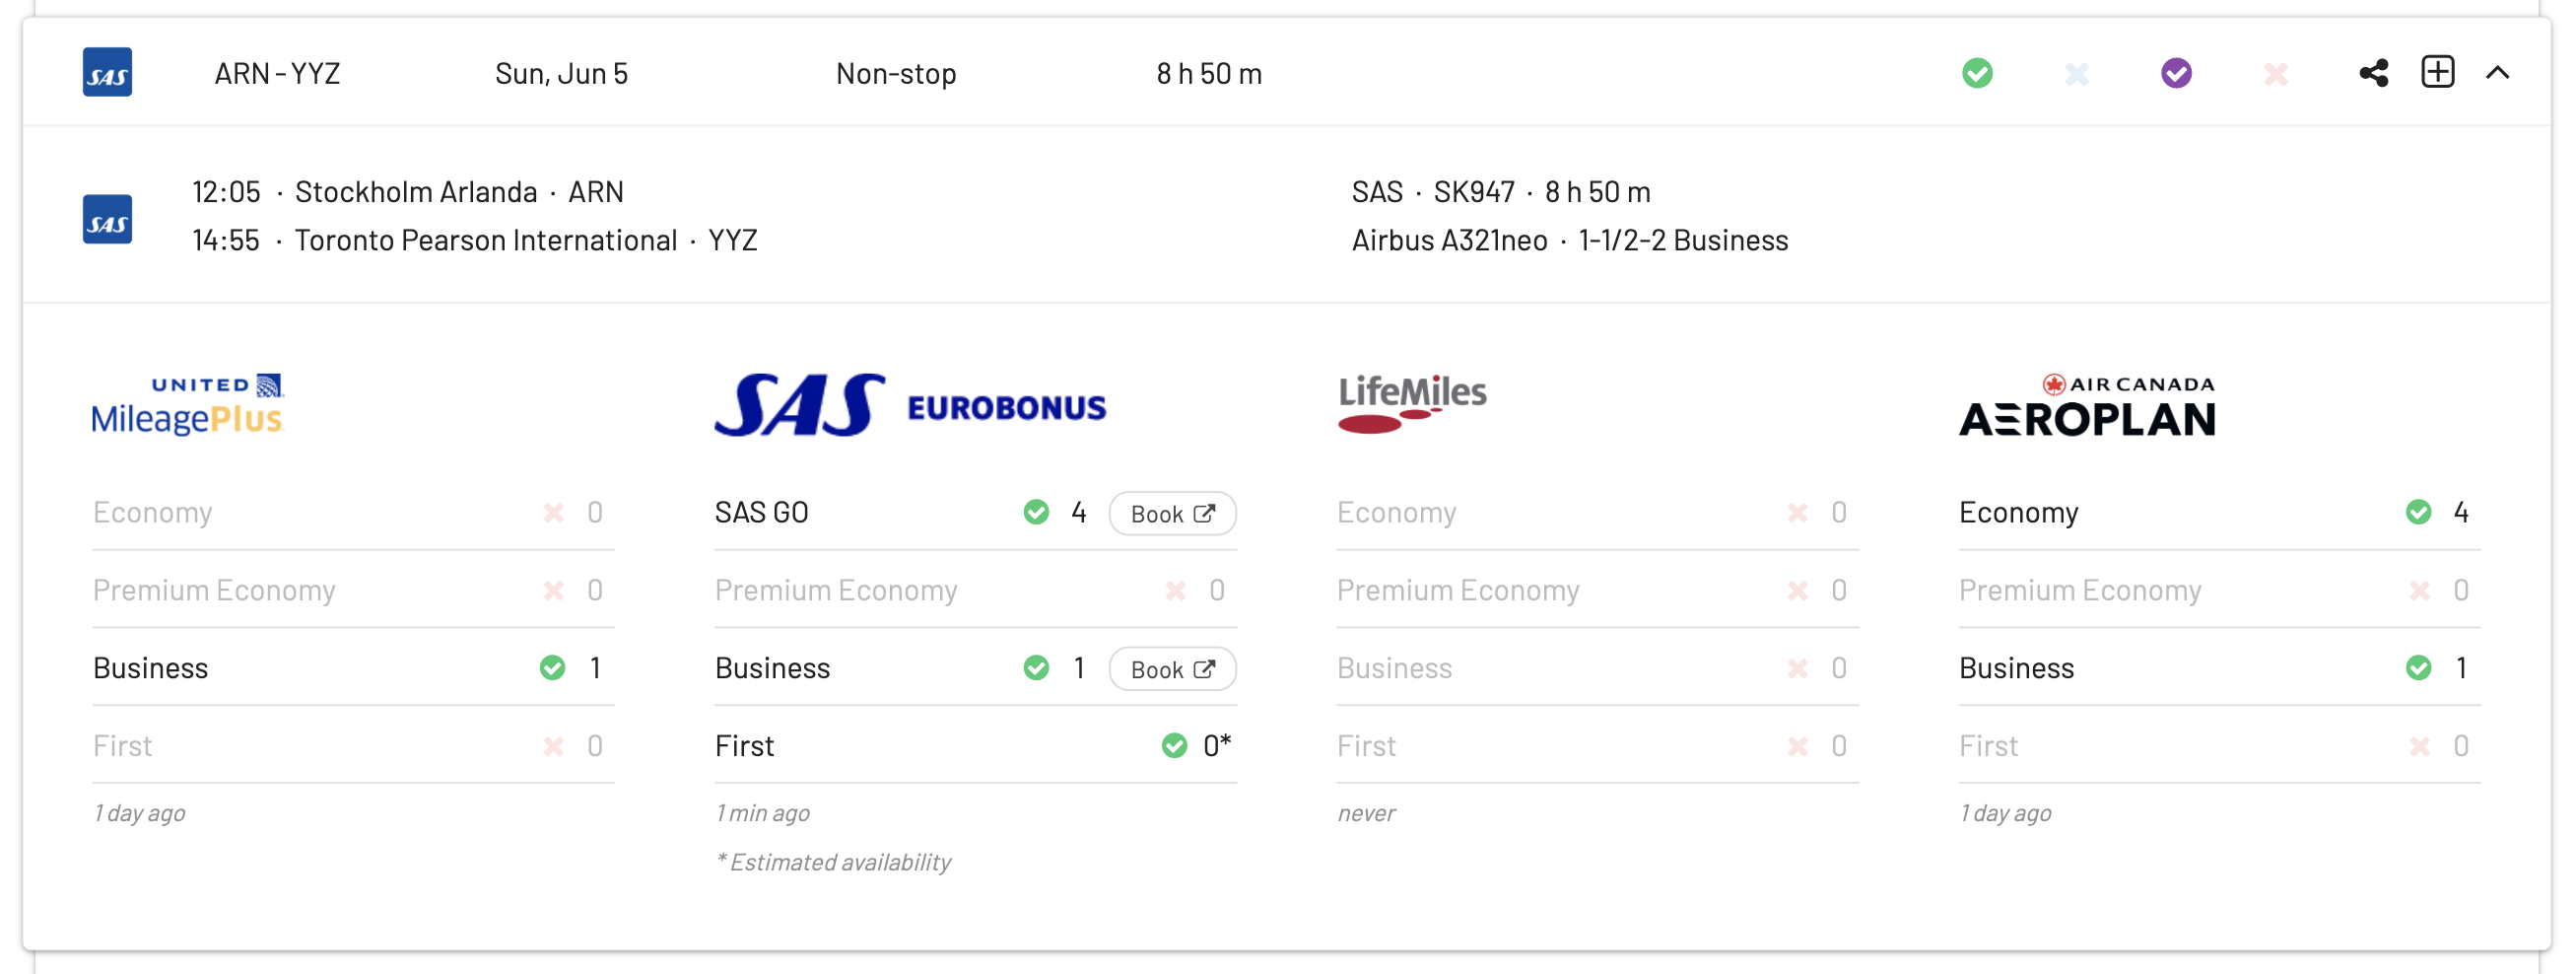 SAS ARN - YYZ Sun, Jun 5 Non-stop 8 h 50 m
SAS
12:05 · Stockholm Arlanda · ARN
14:55 · Toronto Pearson International · YYZ
SAS · SK947 · 8 h 50 m
Airbus A321neo · 1-1/2-2 Business
UNITED
MileagePlus
Economy 0
Premium Economy 0
Business 1
First 0
1 day ago
SAS EUROBONUS
SAS GO 4 Book
Premium Economy 0
Business 1 Book
First 0*
1 min ago
* Estimated availability
LifeMiles
Economy 0
Premium Economy 0
Business 0
First 0
never
AIR CANADA
AEROPLAN
Economy 4
Premium Economy 0
Business 1
First 0
1 day ago